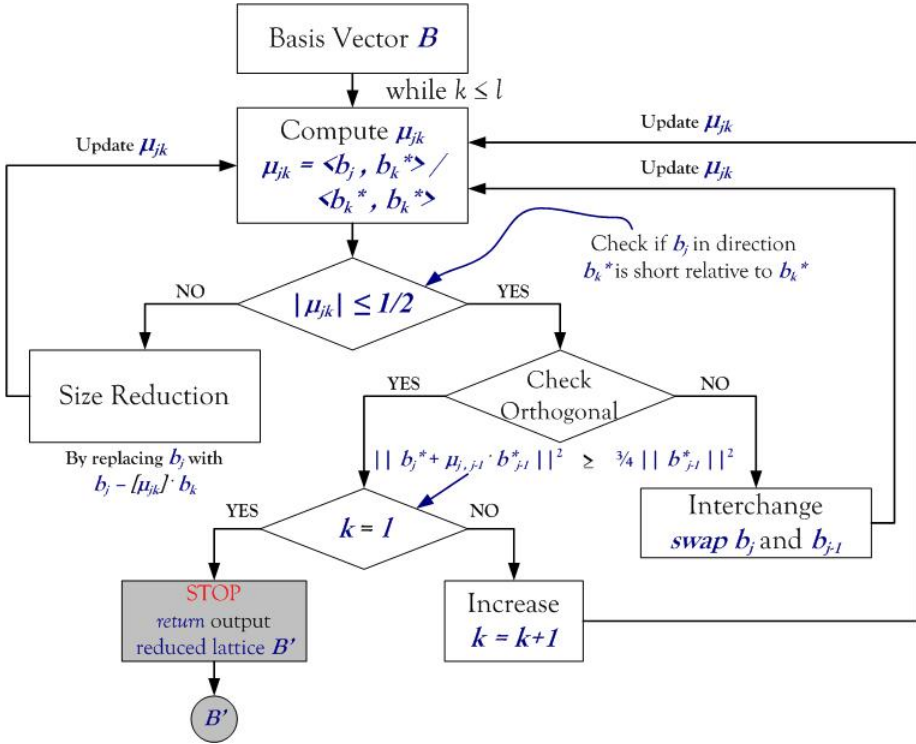 Basis Vector B
while k ≤ l
Compute μjk
μjk = <bj , bk*> /
<bk* , bk*>
Update μjk
Update μjk
Update μjk
Check if bj in direction
bk* is short relative to bk*
|μjk| ≤ 1/2
NO
YES
Size Reduction
By replacing bj with
bj – [μjk] · bk
Check
Orthogonal
YES
NO
|| bj* + μj, j-1 · b*j-1 ||² ≥ ¾ || b*j-1 ||²
Interchange
swap bj and bj-1
k = l
YES
NO
STOP
return output
reduced lattice B'
Increase
k = k+1
B'